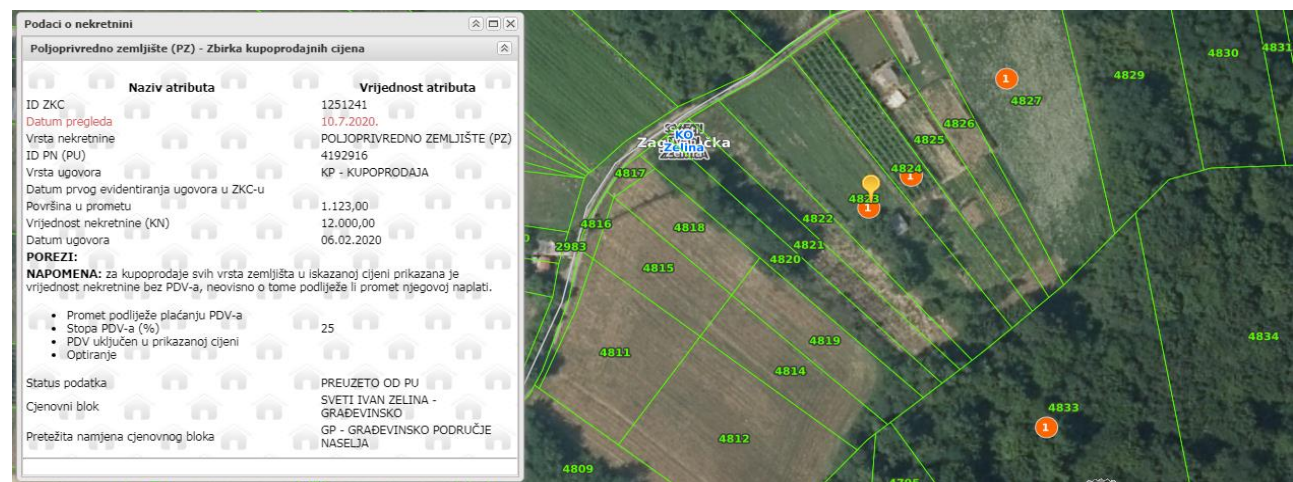 Podaci o nekretnini
Poljoprivredno zemljište (PZ) - Zbirka kupoprodajnih cijena
Naziv atributa Vrijednost atributa
ID ZKC 1251241
Datum pregleda 10.7.2020.
Vrsta nekretnine POLJOPRIVREDNO ZEMLJIŠTE (PZ)
ID PN (PU) 4192916
Vrsta ugovora KP - KUPOPRODAJA
Datum prvog evidentiranja ugovora u ZKC-u
Površina u prometu 1.123,00
Vrijednost nekretnine (KN) 12.000,00
Datum ugovora 06.02.2020
POREZI:
NAPOMENA: za kupoprodaje svih vrsta zemljišta u iskazanoj cijeni prikazana je
vrijednost nekretnine bez PDV-a, neovisno o tome podliježe li promet njegovoj naplati.
• Promet podliježe plaćanju PDV-a
• Stopa PDV-a (%) 25
• PDV uključen u prikazanoj cijeni
• Optiranje
Status podatka PREUZETO OD PU
Cjenovni blok SVETI IVAN ZELINA -
GRAĐEVINSKO
Pretežita namjena cjenovnog bloka GP - GRAĐEVINSKO PODRUČJE
NASELJA
4830
4831
4829
1
4827
4826
4825
KO
Zelina
4824
1
4817
4823
1
4822
4816
4818
4821
2983
4820
4815
4819
4834
4811
4814
4833
1
4812
4809